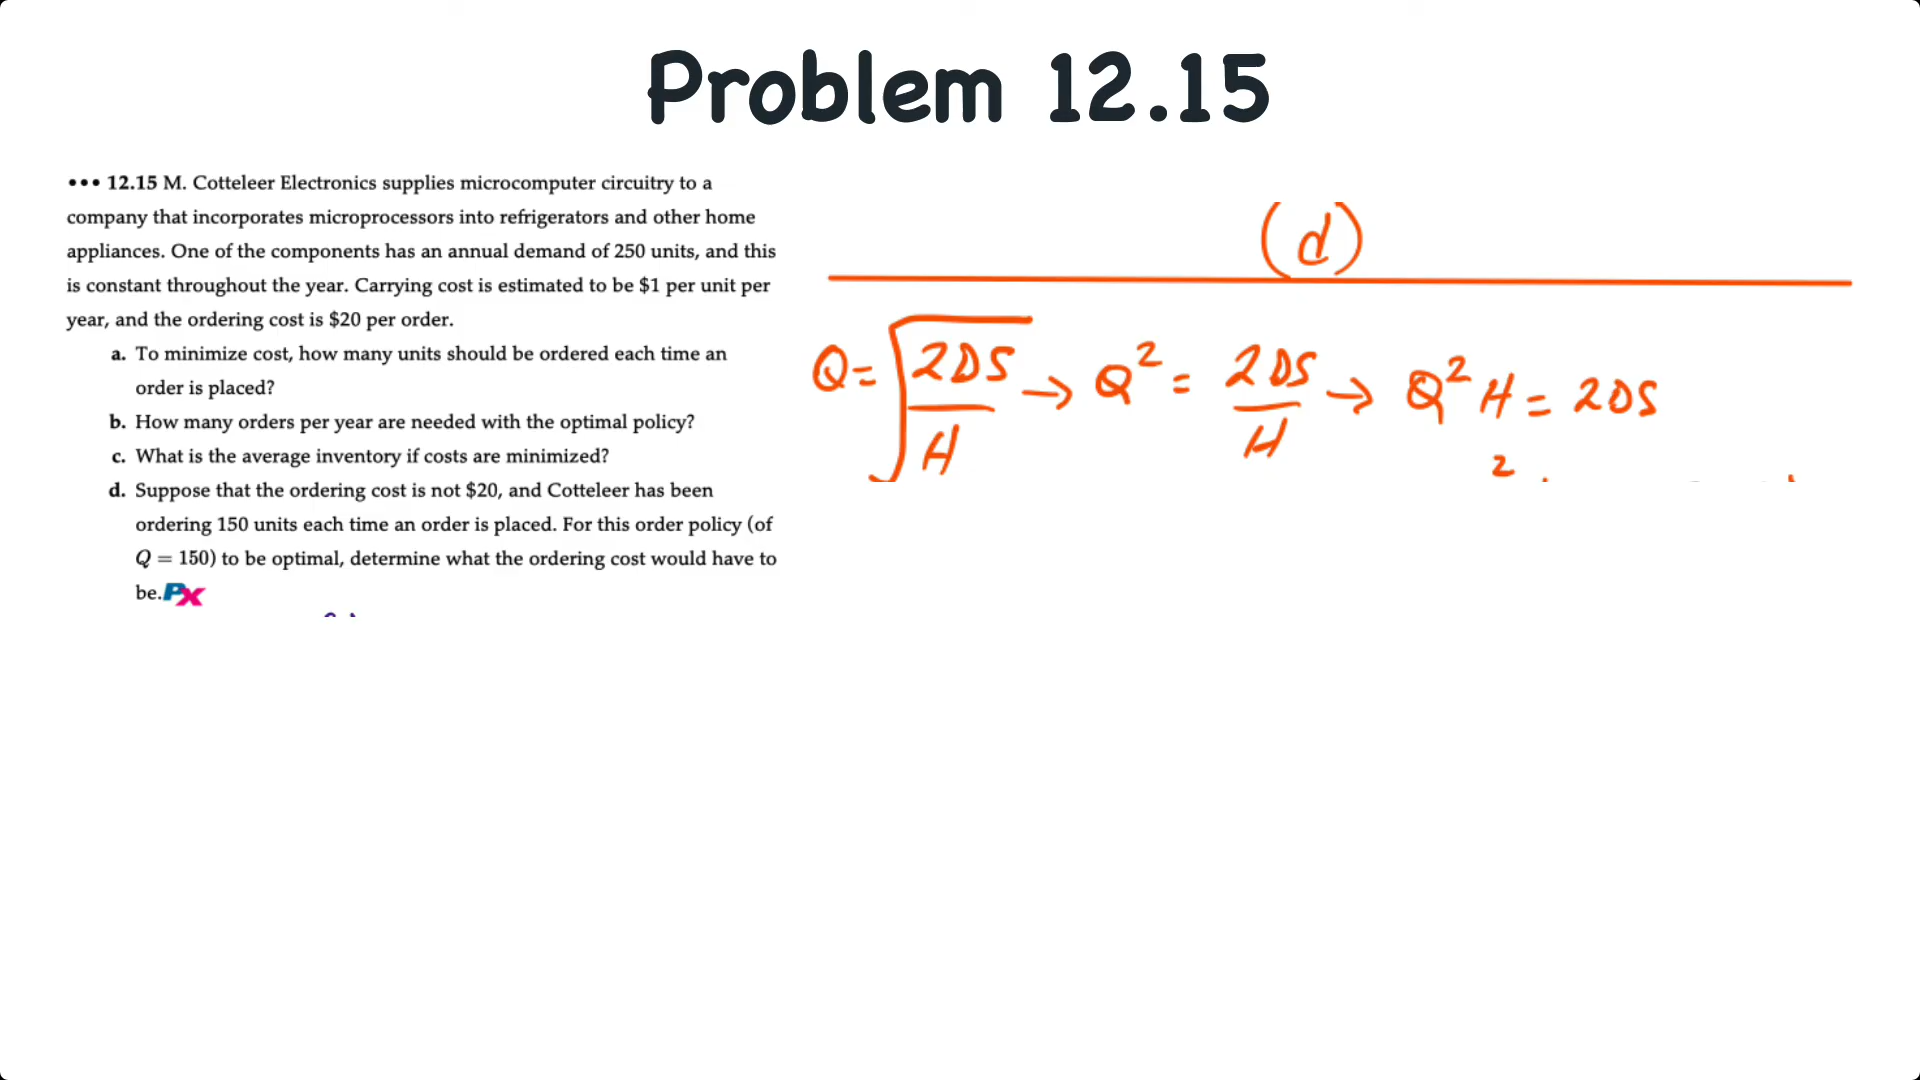 Problem 12.15
••• 12.15 M. Cotteleer Electronics supplies microcomputer circuitry to a
company that incorporates microprocessors into refrigerators and other home
appliances. One of the components has an annual demand of 250 units, and this
is constant throughout the year. Carrying cost is estimated to be $1 per unit per
year, and the ordering cost is $20 per order.
a. To minimize cost, how many units should be ordered each time an
order is placed?
b. How many orders per year are needed with the optimal policy?
c. What is the average inventory if costs are minimized?
d. Suppose that the ordering cost is not $20, and Cotteleer has been
ordering 150 units each time an order is placed. For this order policy (of
Q = 150) to be optimal, determine what the ordering cost would have to
be. PX
(d)
Q = √(2DS/H) → Q² = 2DS/H → Q² H = 2DS
2